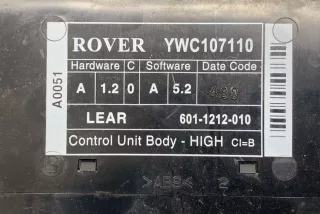 ROVER YWC107110
Hardware C Software Date Code
A 1.2 0 A 5.2
LEAR 601-1212-010
Control Unit Body - HIGH CI=B
A0051
>ABS< 2